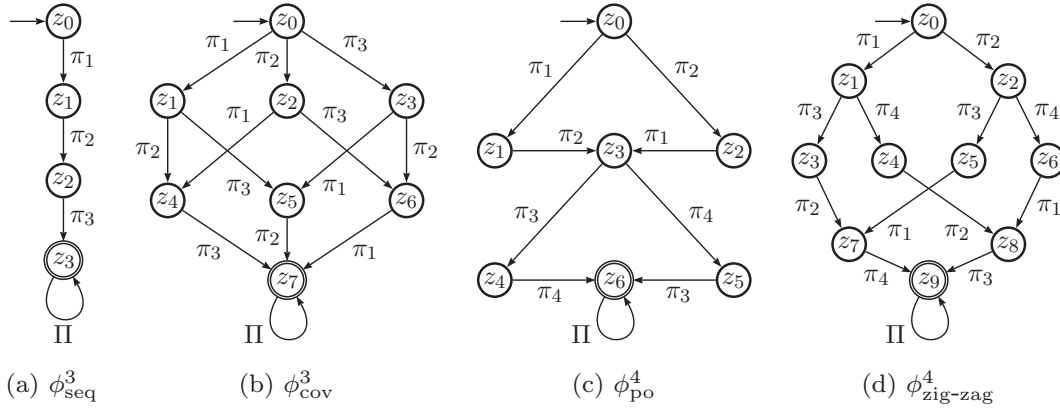 z₀ z₀ z₀ z₀
π₁ π₁ π₂ π₃ π₁ π₂ π₁ π₂
z₁ z₁ z₂ z₃ z₁ z₂
π₂ π₂ π₁ π₃ π₂ π₃ π₄ π₃ π₄
z₁ π₂ z₃ π₁ z₂ z₃ z₄ z₅ z₆
z₂ z₄ π₃ z₅ π₁ z₆
π₃ π₃ π₂ π₁ π₃ π₄ π₂ π₁ π₂ π₁
z₃ z₇ z₄ π₄ z₆ π₃ z₅ z₇ π₄ z₉ π₃ z₈
Π Π Π Π
(a) ϕ³seq (b) ϕ³cov (c) ϕ⁴po (d) ϕ⁴zig-zag